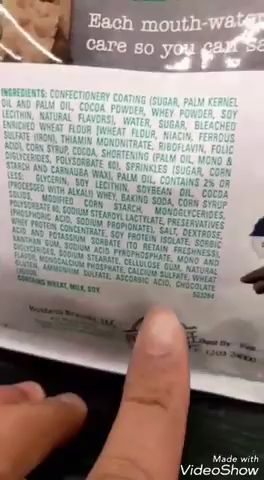 Each mouth-water
care so you can sa
INGREDIENTS: CONFECTIONERY COATING (SUGAR, PALM KERNEL
OIL AND PALM OIL, COCOA POWDER, WHEY POWDER, SOY
LECITHIN, NATURAL FLAVORS), WATER, SUGAR, BLEACHED
ENRICHED WHEAT FLOUR [WHEAT FLOUR, NIACIN, FERROUS
SULFATE (IRON), THIAMIN MONONITRATE, RIBOFLAVIN, FOLIC
ACID), CORN SYRUP, COCOA, SHORTENING (PALM OIL, MONO &
DIGLYCERIDES, POLYSORBATE 60), SPRINKLES (SUGAR, CORN
STARCH AND CARNAUBA WAX), PALM OIL, CONTAINS 2% OR
LESS: GLYCERIN, SOY LECITHIN, SOYBEAN OIL, COCOA
(PROCESSED WITH ALKALI) WHEY, BAKING SODA, CORN SYRUP
SOLIDS, MODIFIED CORN STARCH, MONOGLYCERIDES,
SODIUM STEAROYL LACTYLATE, PRESERVATIVES
(PHOSPHORIC ACID, SODIUM PROPIONATE), SALT, DEXTROSE,
WHEY PROTEIN CONCENTRATE, SOY PROTEIN ISOLATE, SORBIC
ACID AND POTASSIUM SORBATE (TO RETAIN FRESHNESS),
XANTHAN GUM, SODIUM ACID PYROPHOSPHATE, MONO AND
SODIUM STEARATE, CELLULOSE GUM, NATURAL
FLAVOR, MONOCALCIUM PHOSPHATE, CALCIUM SULFATE, WHEAT
AMMONIUM SULFATE, ASCORBIC ACID, CHOCOLATE
LIQUOR.
CONTAINS WHEAT, MILK, SOY.
Made with
VideoShow